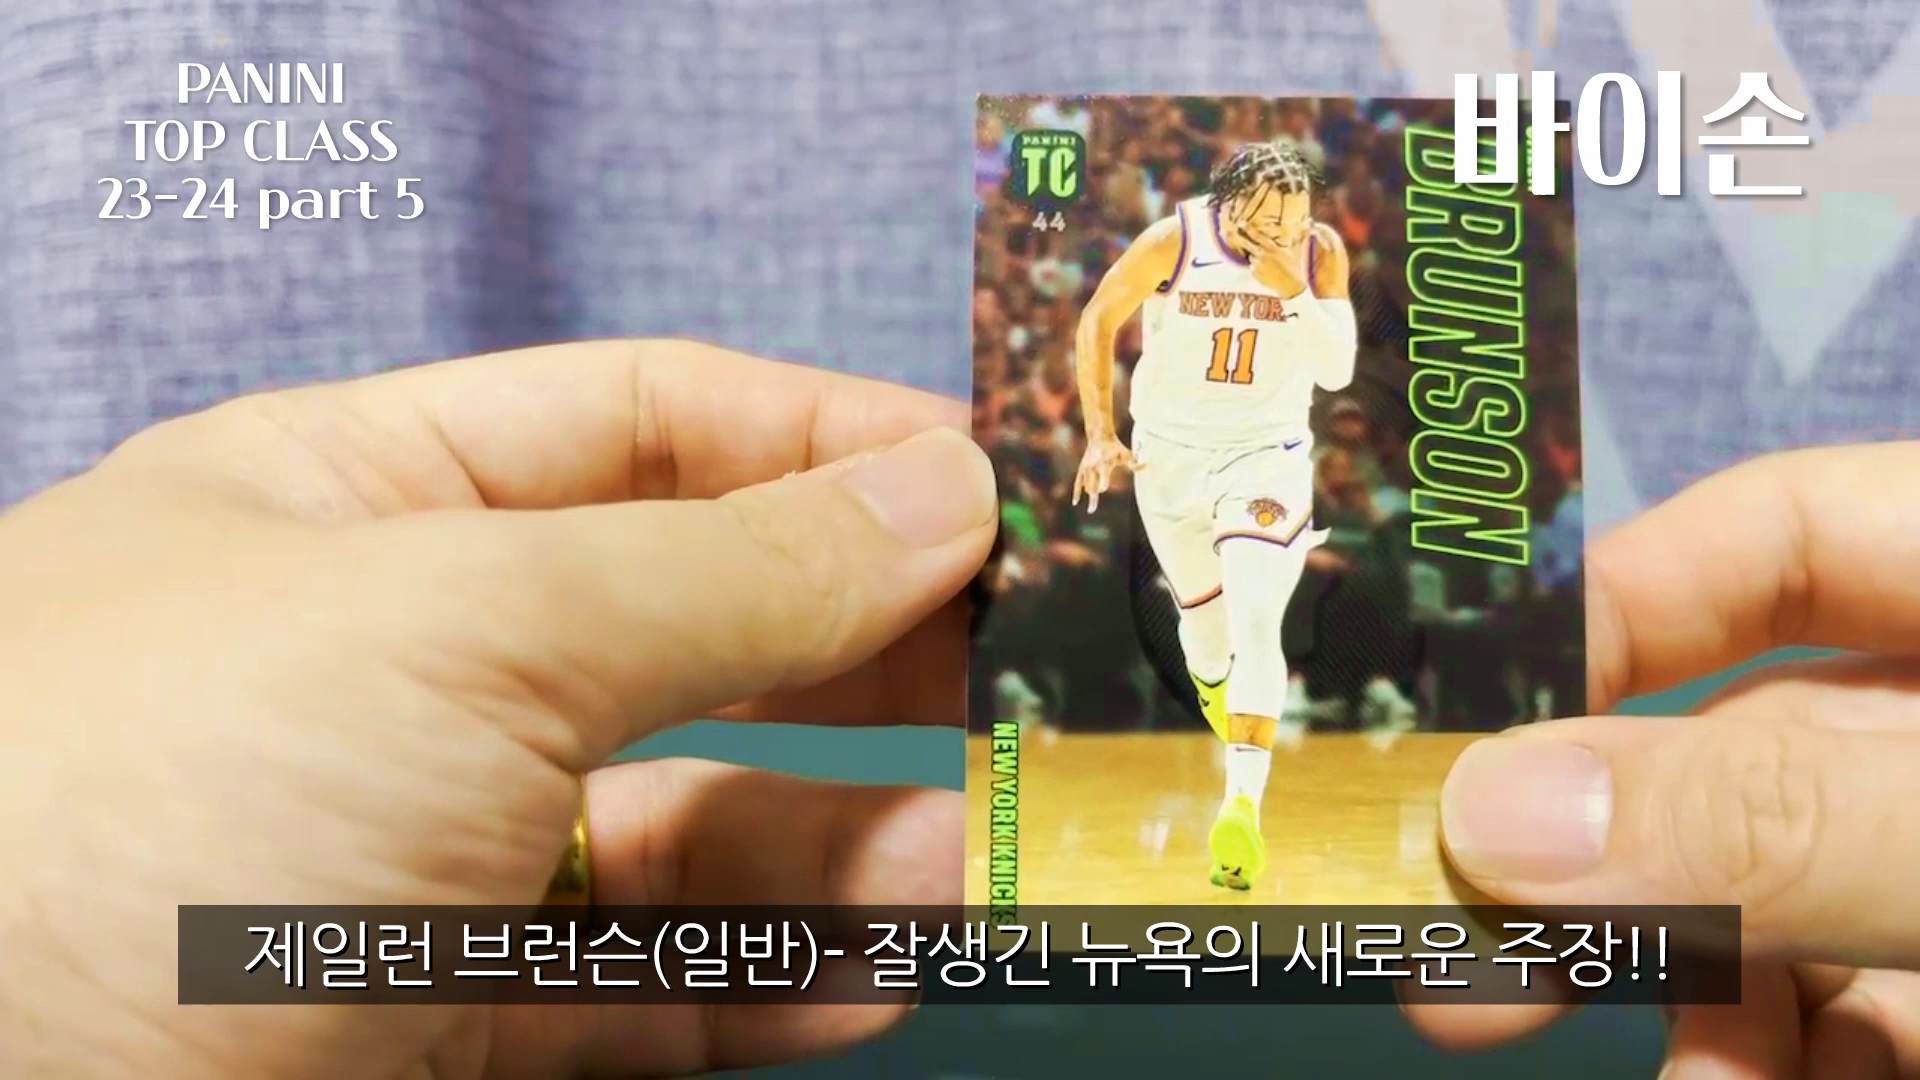 PANINI
TOP CLASS
23-24 part 5
바이손
PANINI
TC
44
BRUNSON
NEW YOR
11
NEW YORK KNICKS
제일런 브런슨(일반)- 잘생긴 뉴욕의 새로운 주장!!